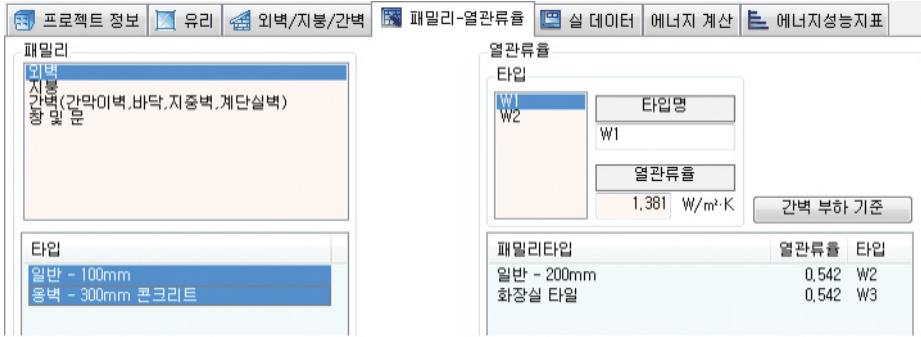 프로젝트 정보 유리 외벽/지붕/간벽 패밀리-열관류율 실 데이터 에너지 계산 에너지성능지표
패밀리
외벽
지붕
간벽(간막이벽,바닥,지중벽,계단실벽)
창 및 문
타입
일반 - 100mm
옹벽 - 300mm 콘크리트
열관류율
타입
W1
W2
타입명
W1
열관류율
1,381 W/m²·K
간벽 부하 기준
패밀리타입 열관류율 타입
일반 - 200mm 0,542 W2
화장실 타일 0,542 W3